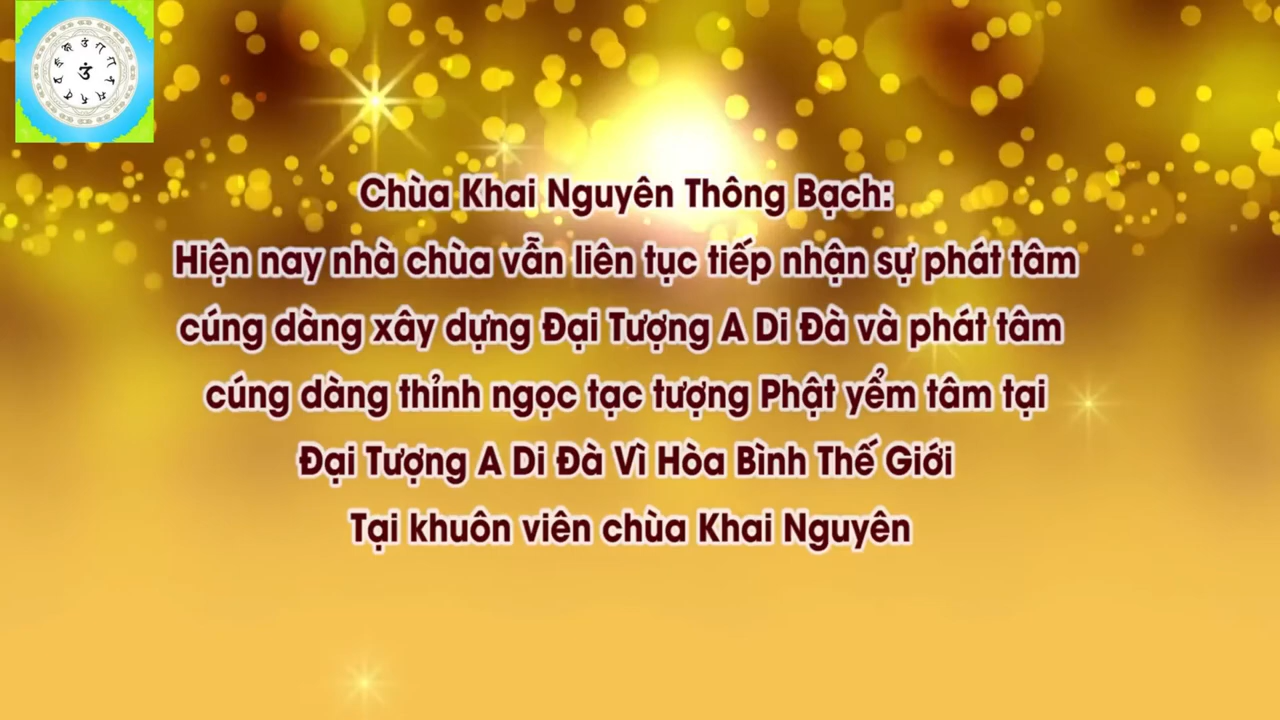 Chùa Khai Nguyên Thông Bạch:
Hiện nay nhà chùa vẫn liên tục tiếp nhận sự phát tâm
cúng dàng xây dựng Đại Tượng A Di Đà và phát tâm
cúng dàng thỉnh ngọc tạc tượng Phật yểm tâm tại
Đại Tượng A Di Đà Vì Hòa Bình Thế Giới
Tại khuôn viên chùa Khai Nguyên